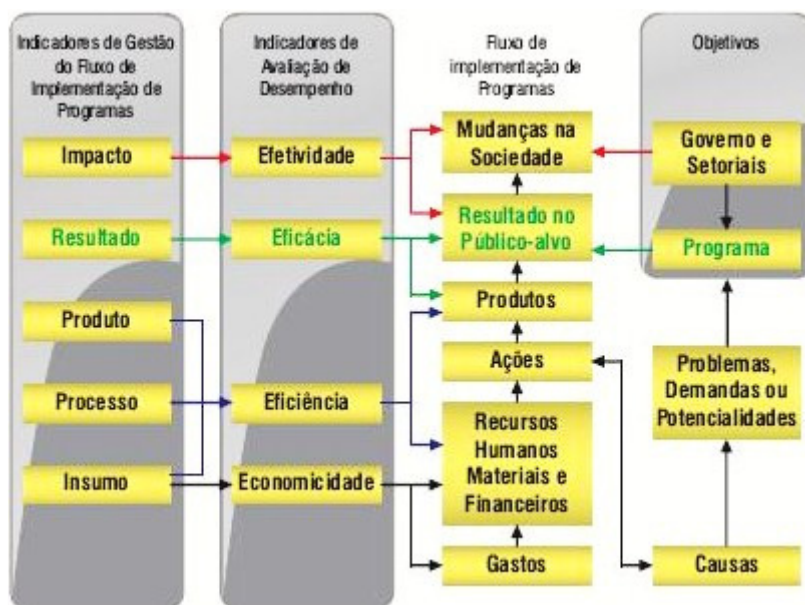 Indicadores de Gestão
do Fluxo de
Implementação de
Programas
Impacto
Resultado
Produto
Processo
Insumo
Indicadores de
Avaliação de
Desempenho
Efetividade
Eficácia
Eficiência
Economicidade
Fluxo de
implementação de
Programas
Mudanças na
Sociedade
Resultado no
Público-alvo
Produtos
Ações
Recursos
Humanos
Materiais e
Financeiros
Gastos
Objetivos
Governo e
Setoriais
Programa
Problemas,
Demandas ou
Potencialidades
Causas